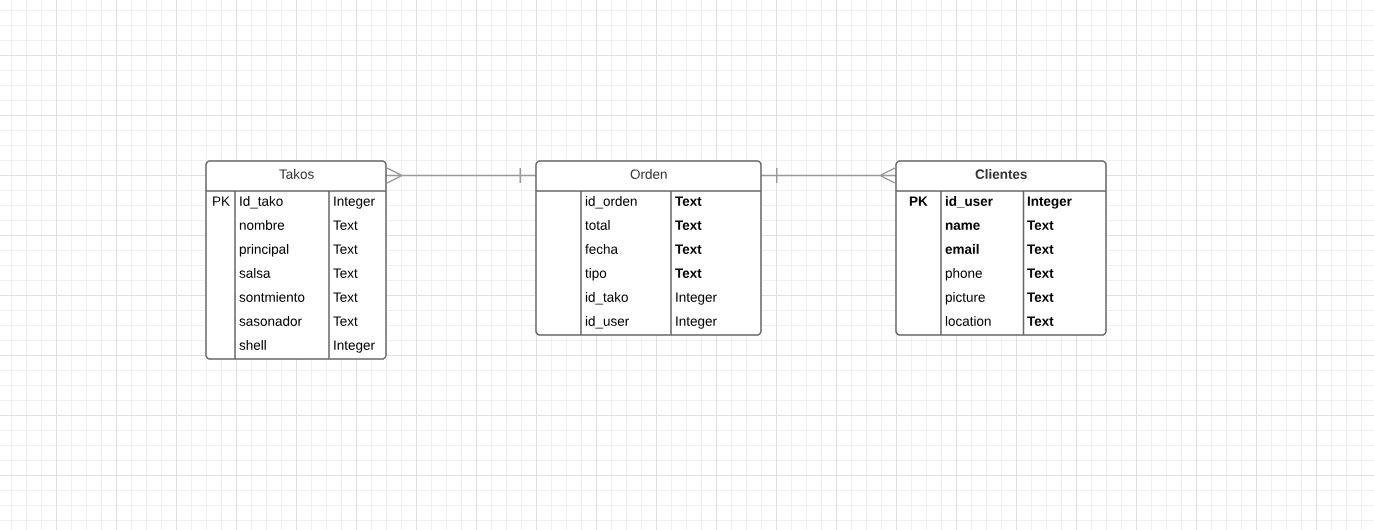 Takos
PK Id_tako Integer
nombre Text
principal Text
salsa Text
sontmiento Text
sasonador Text
shell Integer
Orden
id_orden Text
total Text
fecha Text
tipo Text
id_tako Integer
id_user Integer
Clientes
PK id_user Integer
name Text
email Text
phone Text
picture Text
location Text